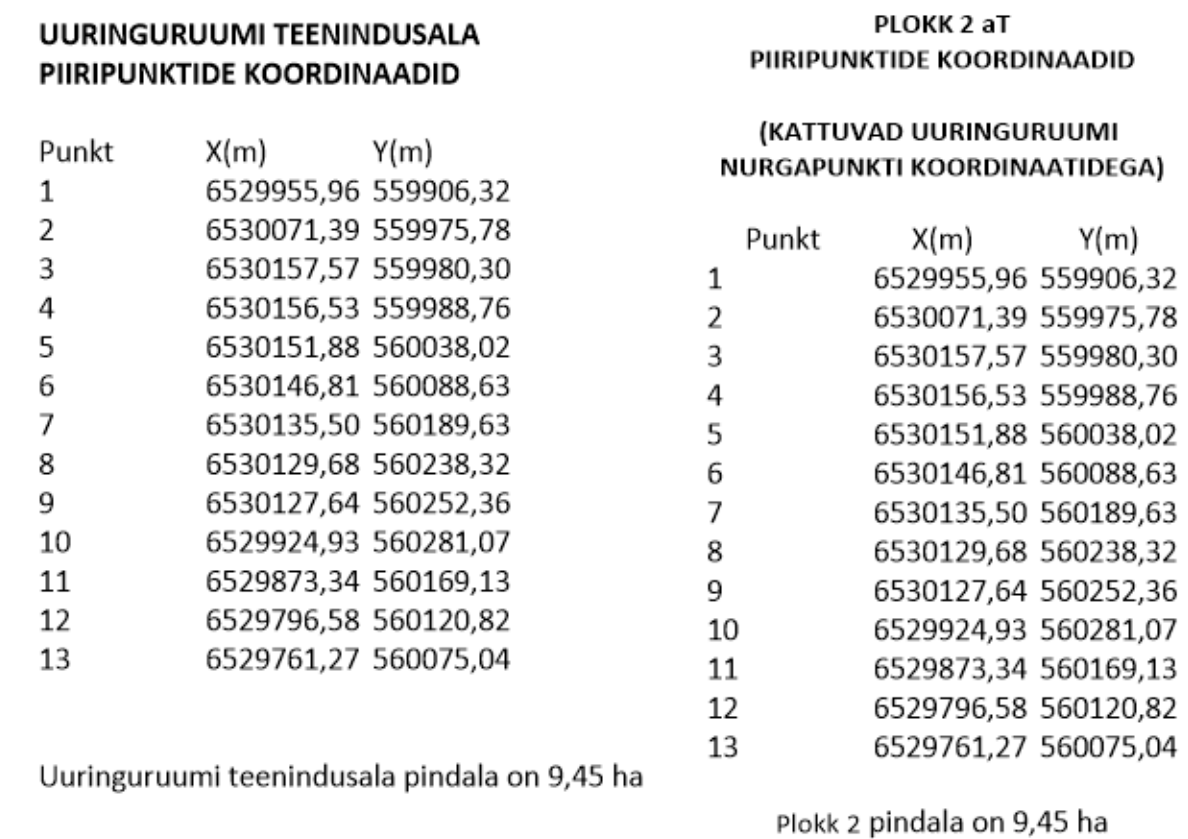 UURINGURUUMI TEENINDUSALA
PIIRIPUNKTIDE KOORDINAADID
Punkt X(m) Y(m)
1 6529955,96 559906,32
2 6530071,39 559975,78
3 6530157,57 559980,30
4 6530156,53 559988,76
5 6530151,88 560038,02
6 6530146,81 560088,63
7 6530135,50 560189,63
8 6530129,68 560238,32
9 6530127,64 560252,36
10 6529924,93 560281,07
11 6529873,34 560169,13
12 6529796,58 560120,82
13 6529761,27 560075,04
Uuringuruumi teenindusala pindala on 9,45 ha
PLOKK 2 aT
PIIRIPUNKTIDE KOORDINAADID
(KATTUVAD UURINGURUUMI
NURGAPUNKTI KOORDINAATIDEGA)
Punkt X(m) Y(m)
1 6529955,96 559906,32
2 6530071,39 559975,78
3 6530157,57 559980,30
4 6530156,53 559988,76
5 6530151,88 560038,02
6 6530146,81 560088,63
7 6530135,50 560189,63
8 6530129,68 560238,32
9 6530127,64 560252,36
10 6529924,93 560281,07
11 6529873,34 560169,13
12 6529796,58 560120,82
13 6529761,27 560075,04
Plokk 2 pindala on 9,45 ha